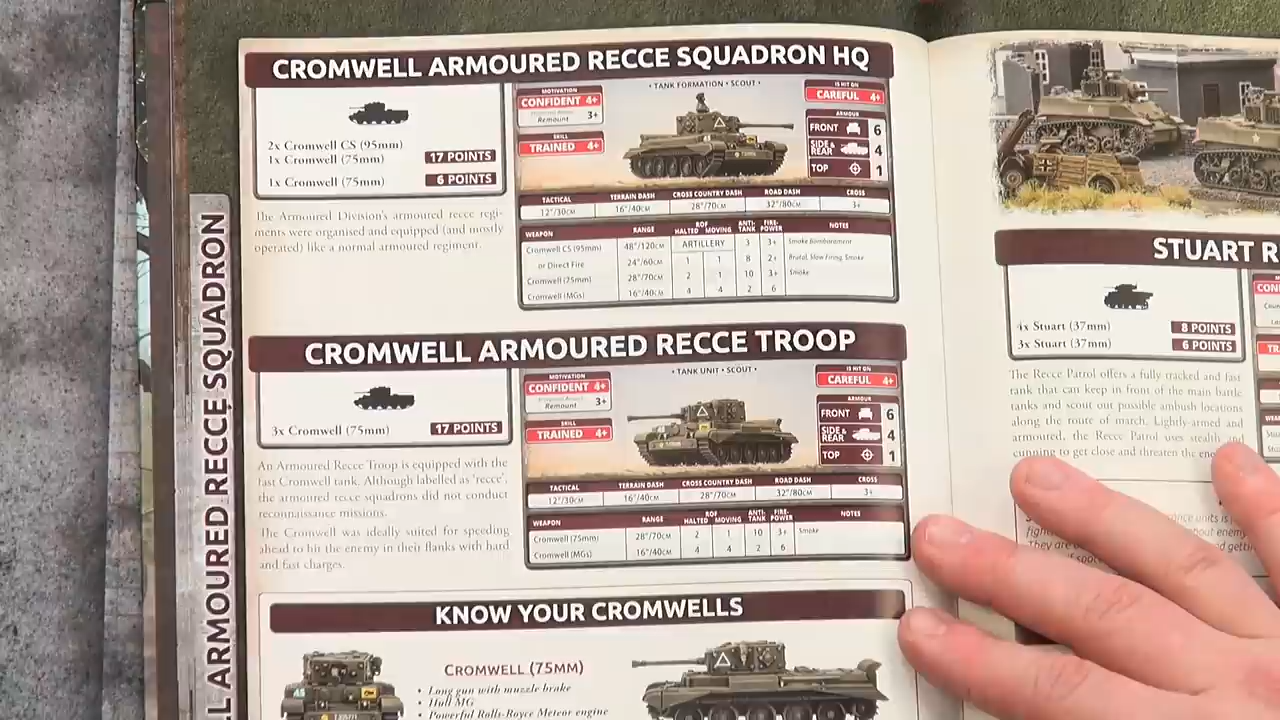 CROMWELL ARMOURED RECCE SQUADRON HQ
2x Cromwell CS (95mm)
1x Cromwell (75mm) 17 POINTS
1x Cromwell (75mm) 6 POINTS
The Armoured Division's armoured recce regi-
ments were organised and equipped (and mostly
operated) like a normal armoured regiment.
• TANK FORMATION • SCOUT •
MOTIVATION
CONFIDENT 4+
Remount 3+
SKILL
TRAINED 4+
IS HIT ON
CAREFUL 4+
ARMOUR
FRONT 6
SIDE & REAR 4
TOP 1
TACTICAL TERRAIN DASH CROSS COUNTRY DASH ROAD DASH CROSS
12"/30CM 16"/40CM 28"/70CM 32"/80CM 3+
WEAPON RANGE ROF HALTED MOVING ANTI-TANK FIRE-POWER NOTES
Cromwell CS (95mm) 48"/120CM ARTILLERY 3 3+ Smoke Bombardment
or Direct Fire 24"/60CM 1 1 8 2+ Brutal, Slow Firing, Smoke
Cromwell (75mm) 28"/70CM 2 1 10 3+ Smoke
Cromwell (MGs) 16"/40CM 4 4 2 6
CROMWELL ARMOURED RECCE TROOP
3x Cromwell (75mm) 17 POINTS
An Armoured Recce Troop is equipped with the
fast Cromwell tank. Although labelled as 'recce',
the armoured recce squadrons did not conduct
reconnaissance missions.
The Cromwell was ideally suited for speeding
ahead to hit the enemy in their flanks with hard
and fast charges.
• TANK UNIT • SCOUT •
MOTIVATION
CONFIDENT 4+
Remount 3+
SKILL
TRAINED 4+
IS HIT ON
CAREFUL 4+
ARMOUR
FRONT 6
SIDE & REAR 4
TOP 1
TACTICAL TERRAIN DASH CROSS COUNTRY DASH ROAD DASH CROSS
12"/30CM 16"/40CM 28"/70CM 32"/80CM 3+
WEAPON RANGE ROF HALTED MOVING ANTI-TANK FIRE-POWER NOTES
Cromwell (75mm) 28"/70CM 2 1 10 3+ Smoke
Cromwell (MGs) 16"/40CM 4 4 2 6
KNOW YOUR CROMWELLS
CROMWELL (75MM)
• Long gun with muzzle brake
• Hull MG
• Powerful Rolls-Royce Meteor engine
ARMOURED RECCE SQUADRON
STUART R
4x Stuart (37mm) 8 POINTS
3x Stuart (37mm) 6 POINTS
The Recce Patrol offers a fully tracked and fast
tank that can keep in front of the main battle
tanks and scout out possible ambush locations
along the route of march. Lightly-armed and
armoured, the Recce Patrol uses stealth and
cunning to get close and threaten the